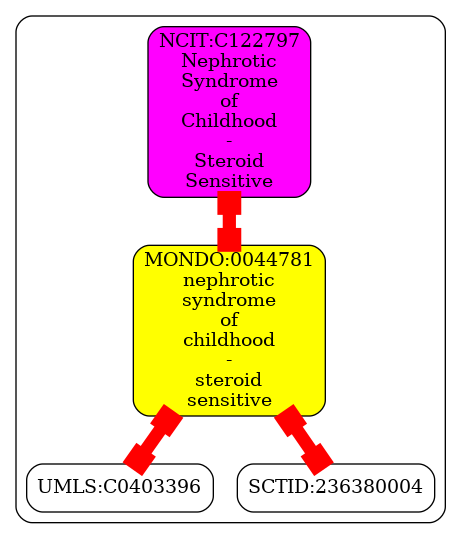 NCIT:C122797
Nephrotic
Syndrome
of
Childhood
-
Steroid
Sensitive
MONDO:0044781
nephrotic
syndrome
of
childhood
-
steroid
sensitive
UMLS:C0403396
SCTID:236380004